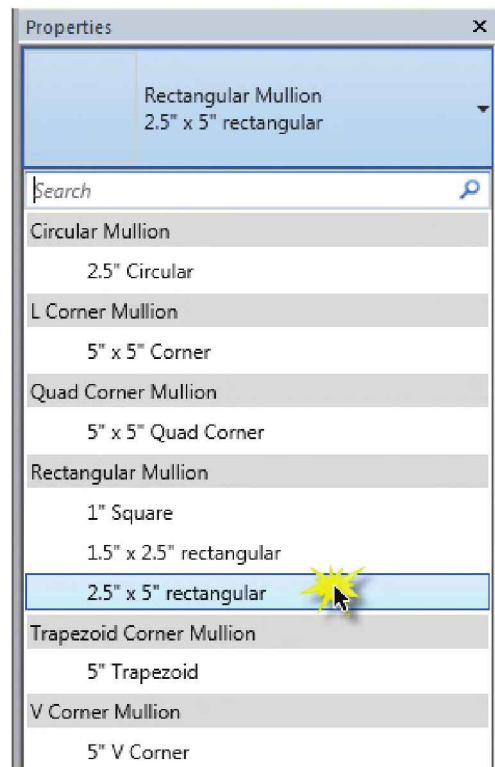 Properties
Rectangular Mullion
2.5" x 5" rectangular
Search
Circular Mullion
2.5" Circular
L Corner Mullion
5" x 5" Corner
Quad Corner Mullion
5" x 5" Quad Corner
Rectangular Mullion
1" Square
1.5" x 2.5" rectangular
2.5" x 5" rectangular
Trapezoid Corner Mullion
5" Trapezoid
V Corner Mullion
5" V Corner